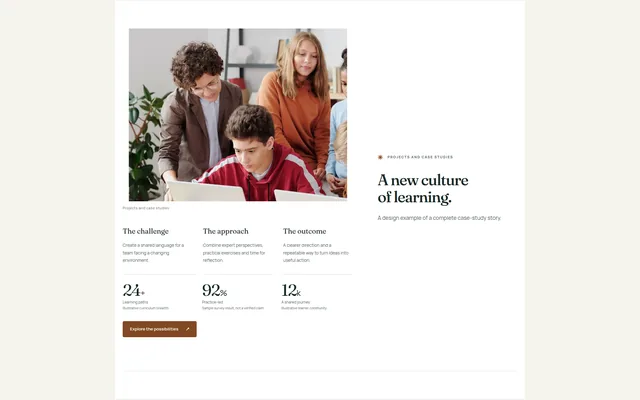 PROJECTS AND CASE STUDIES
A new culture
of learning.
A design example of a complete case-study story.
Projects and case studies
The challenge
Create a shared language for a
team facing a changing
environment.
The approach
Combine expert perspectives,
practical exercises and time for
reflection.
The outcome
A clearer direction and a
repeatable way to turn ideas into
useful action.
24+
Learning paths
92%
Practice-led
12k
A shared journey
Explore the possibilities ↗